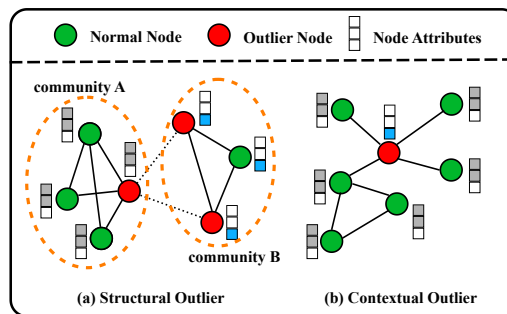 Normal Node Outlier Node Node Attributes
community A
community B
(a) Structural Outlier (b) Contextual Outlier